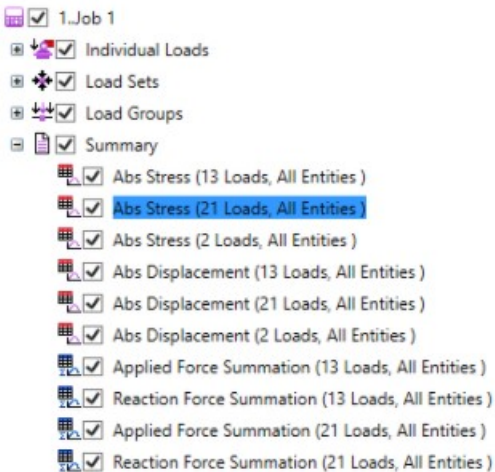 1..Job 1
Individual Loads
Load Sets
Load Groups
Summary
Abs Stress (13 Loads, All Entities )
Abs Stress (21 Loads, All Entities )
Abs Stress (2 Loads, All Entities )
Abs Displacement (13 Loads, All Entities )
Abs Displacement (21 Loads, All Entities )
Abs Displacement (2 Loads, All Entities )
Applied Force Summation (13 Loads, All Entities )
Reaction Force Summation (13 Loads, All Entities )
Applied Force Summation (21 Loads, All Entities )
Reaction Force Summation (21 Loads, All Entities )